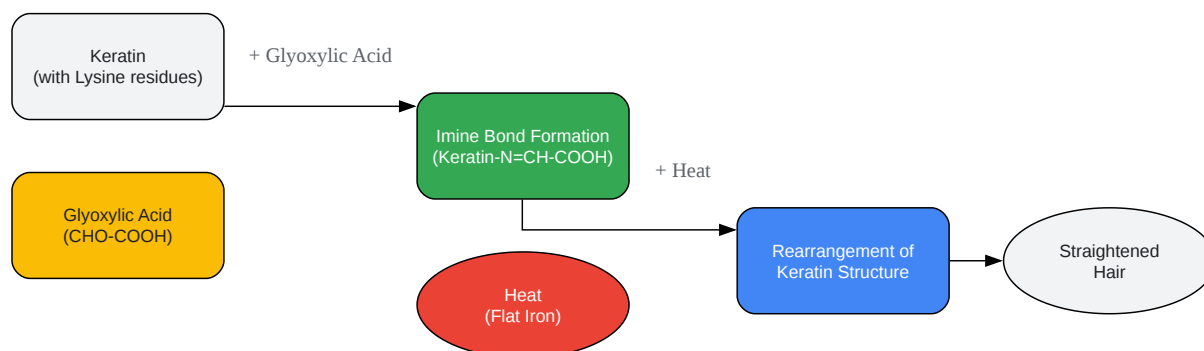 Keratin
(with Lysine residues)
+ Glyoxylic Acid
Glyoxylic Acid
(CHO-COOH)
Imine Bond Formation
(Keratin-N=CH-COOH)
+ Heat
Heat
(Flat Iron)
Rearrangement of
Keratin Structure
Straightened
Hair